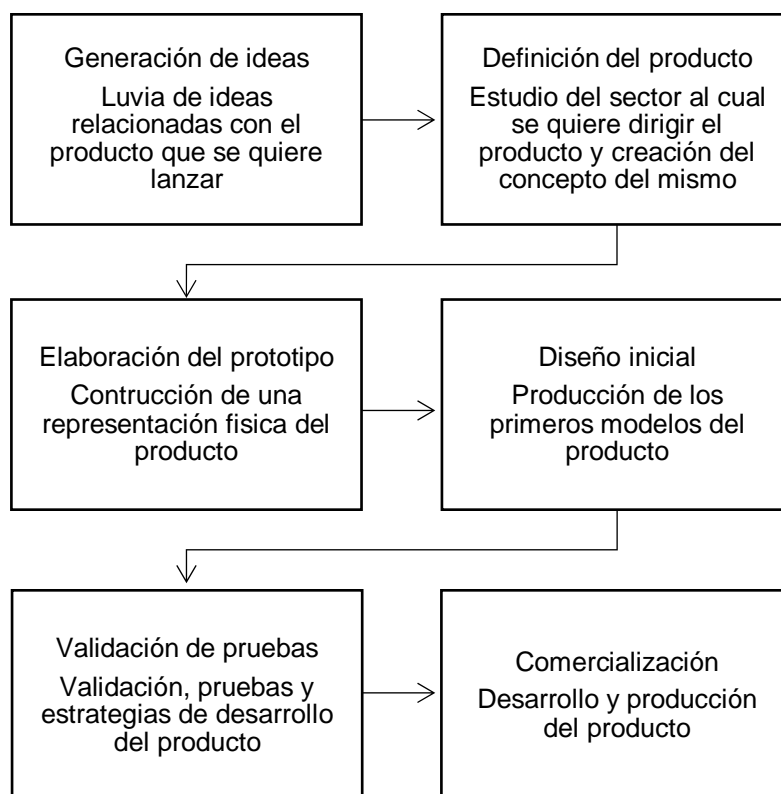 Generación de ideas
Luvia de ideas
relacionadas con el
producto que se quiere
lanzar
Definición del producto
Estudio del sector al cual
se quiere dirigir el
producto y creación del
concepto del mismo
Elaboración del prototipo
Contrucción de una
representación fisica del
producto
Diseño inicial
Producción de los
primeros modelos del
producto
Validación de pruebas
Validación, pruebas y
estrategias de desarrollo
del producto
Comercialización
Desarrollo y producción
del producto